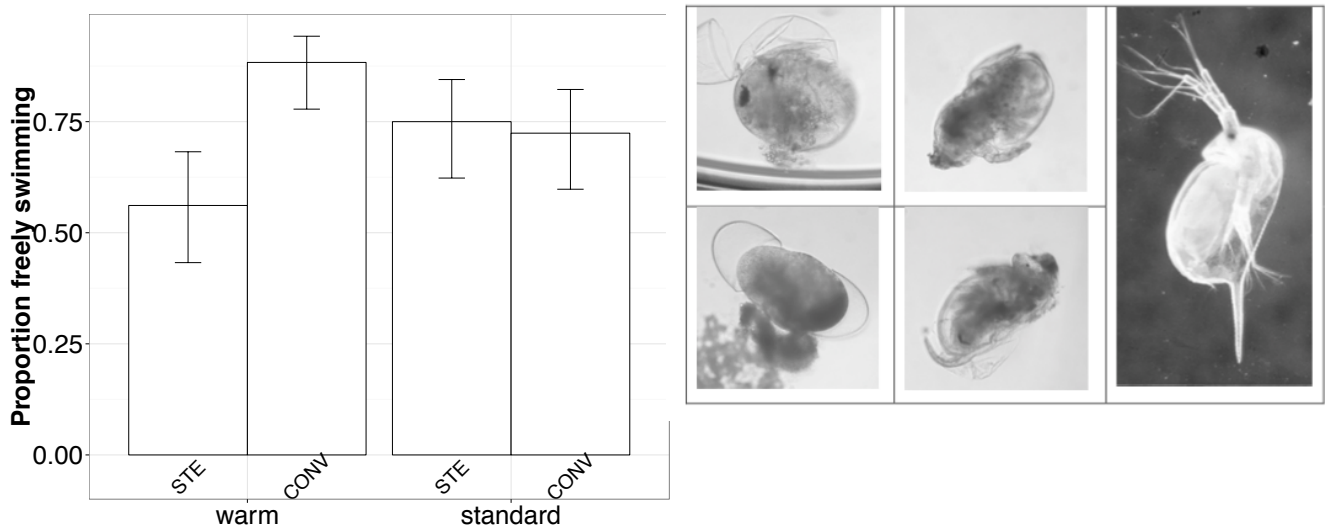 Proportion freely swimming
0.75
0.50
0.25
0.00
STE
CONV
STE
CONV
warm
standard